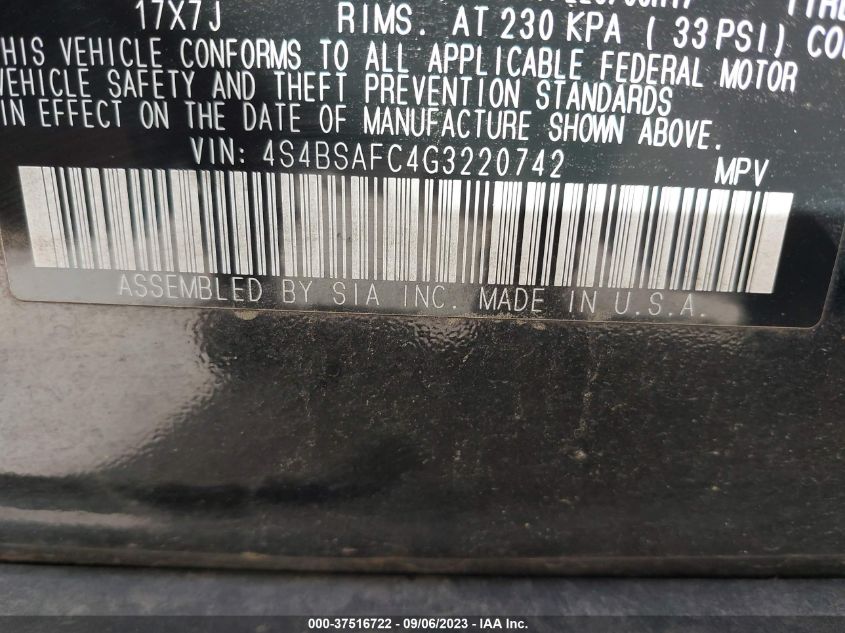 17X7J RIMS. AT 230 KPA ( 33PSI) CO
THIS VEHICLE CONFORMS TO ALL APPLICABLE FEDERAL MOTOR
VEHICLE SAFETY AND THEFT PREVENTION STANDARDS
IN EFFECT ON THE DATE OF MANUFACTURE SHOWN ABOVE.
VIN: 4S4BSAFC4G3220742 MPV
ASSEMBLED BY SIA INC. MADE IN U.S.A.
000-37516722 - 09/06/2023 - IAA Inc.